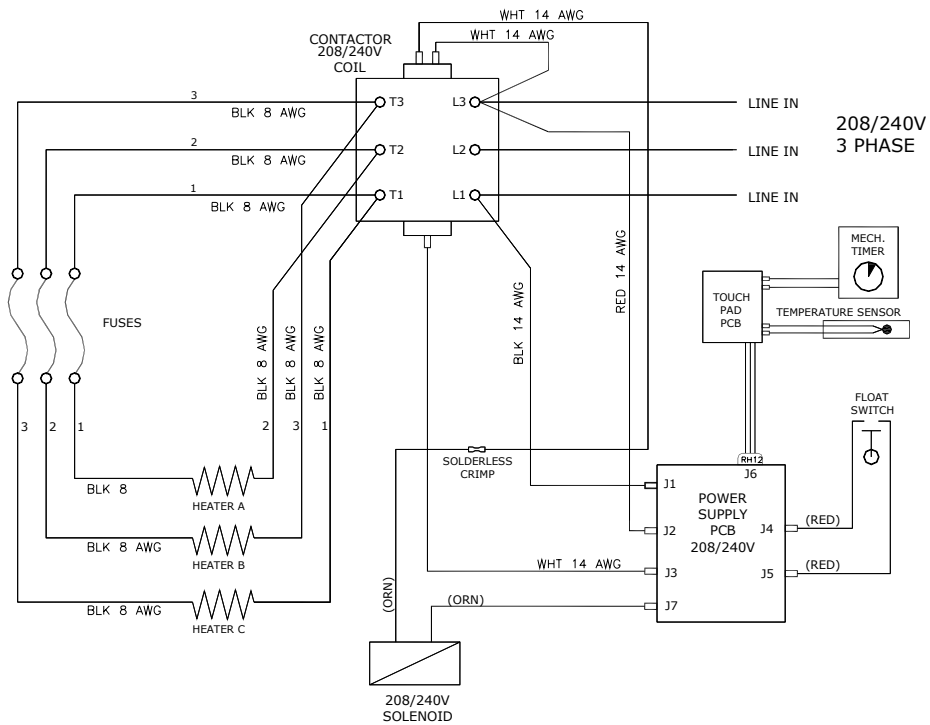 WHT 14 AWG
WHT 14 AWG
CONTACTOR
208/240V
COIL
3
BLK 8 AWG
T3
L3
LINE IN
208/240V
3 PHASE
2
BLK 8 AWG
T2
L2
LINE IN
1
BLK 8 AWG
T1
L1
LINE IN
RED 14 AWG
BLK 14 AWG
MECH.
TIMER
TOUCH
PAD
PCB
TEMPERATURE SENSOR
FUSES
BLK 8 AWG
BLK 8 AWG
BLK 8 AWG
3
2
1
2
3
1
FLOAT
SWITCH
SOLDERLESS
CRIMP
BLK 8
HEATER A
RH12
J6
J1
POWER
SUPPLY
PCB
208/240V
J2
J4
(RED)
BLK 8 AWG
HEATER B
WHT 14 AWG
J3
J5
(RED)
BLK 8 AWG
HEATER C
(ORN)
(ORN)
J7
208/240V
SOLENOID